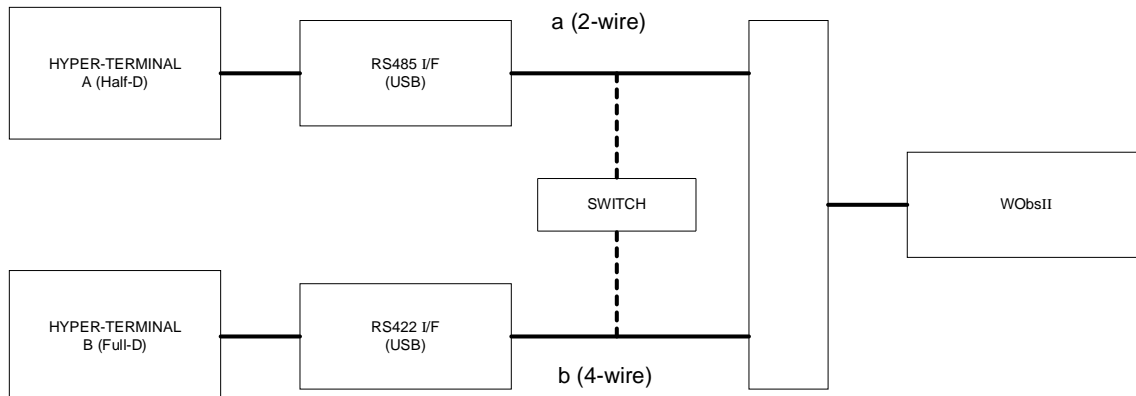 a (2-wire)
HYPER-TERMINAL
A (Half-D)
RS485 I/F
(USB)
SWITCH
WObsII
HYPER-TERMINAL
B (Full-D)
RS422 I/F
(USB)
b (4-wire)